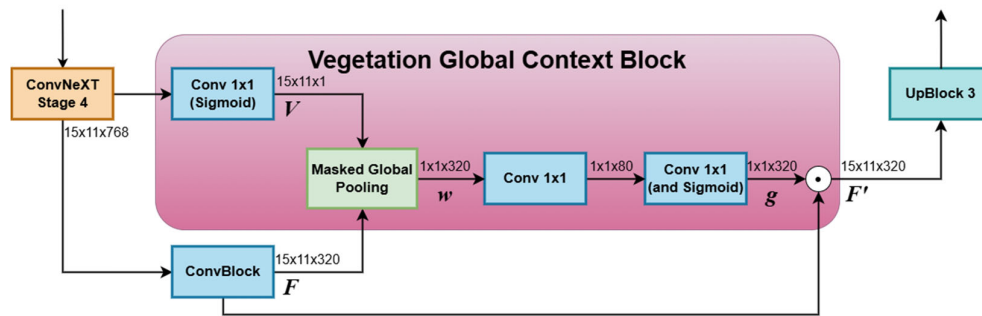 Vegetation Global Context Block
ConvNeXT
Stage 4
15x11x768
Conv 1x1
(Sigmoid)
15x11x1
V
Masked Global
Pooling
1x1x320
w
Conv 1x1
1x1x80
Conv 1x1
(and Sigmoid)
1x1x320
g
15x11x320
F'
UpBlock 3
ConvBlock
15x11x320
F